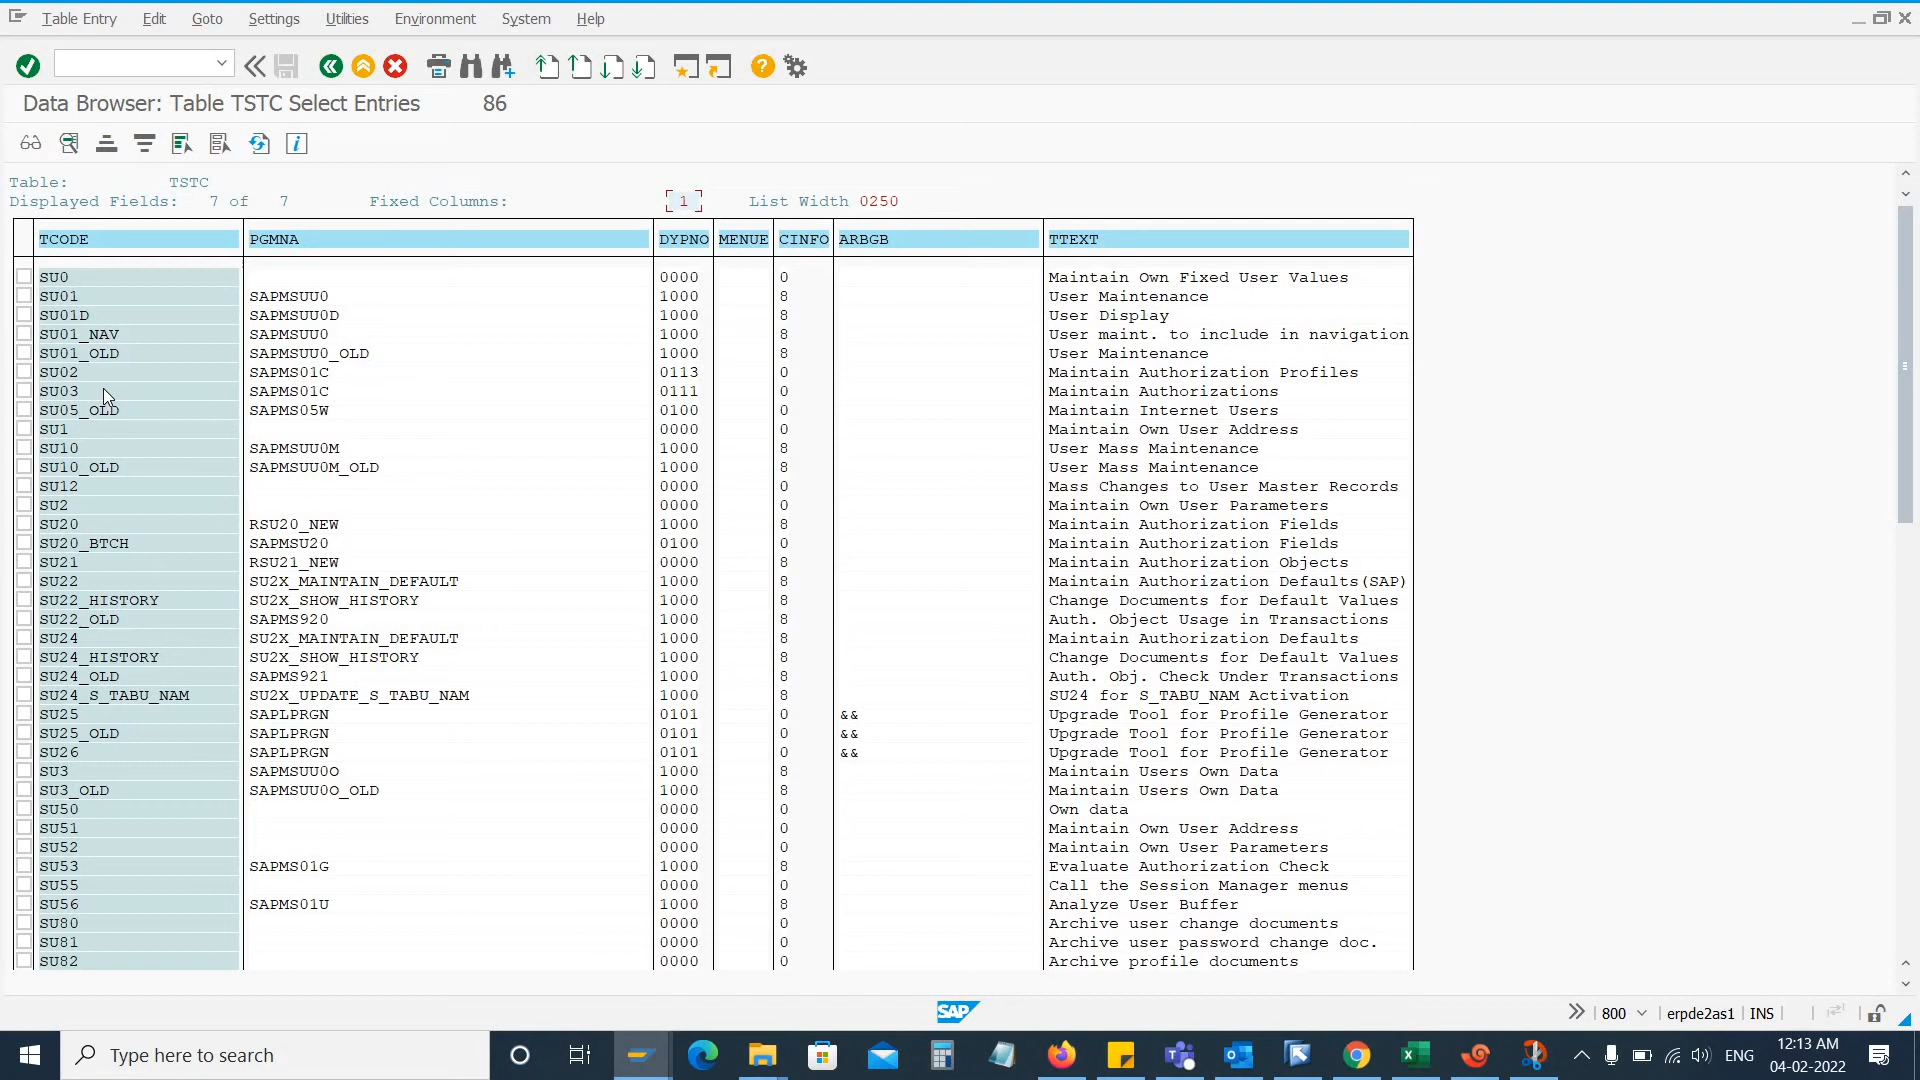 Table Entry Edit Goto Settings Utilities Environment System Help
Data Browser: Table TSTC Select Entries 86
Table: TSTC
Displayed Fields: 7 of 7 Fixed Columns: 1 List Width 0250
TCODE PGMNA DYPNO MENUE CINFO ARBGB TTEXT
SU0 0000 0 Maintain Own Fixed User Values
SU01 SAPMSUU0 1000 8 User Maintenance
SU01D SAPMSUU0D 1000 8 User Display
SU01_NAV SAPMSUU0 1000 8 User maint. to include in navigation
SU01_OLD SAPMSUU0_OLD 1000 8 User Maintenance
SU02 SAPMS01C 0113 0 Maintain Authorization Profiles
SU03 SAPMS01C 0111 0 Maintain Authorizations
SU05_OLD SAPMS05W 0100 0 Maintain Internet Users
SU1 0000 0 Maintain Own User Address
SU10 SAPMSUU0M 1000 8 User Mass Maintenance
SU10_OLD SAPMSUU0M_OLD 1000 8 User Mass Maintenance
SU12 0000 0 Mass Changes to User Master Records
SU2 0000 0 Maintain Own User Parameters
SU20 RSU20_NEW 1000 8 Maintain Authorization Fields
SU20_BTCH SAPMSU20 0100 8 Maintain Authorization Fields
SU21 RSU21_NEW 0000 8 Maintain Authorization Objects
SU22 SU2X_MAINTAIN_DEFAULT 1000 8 Maintain Authorization Defaults(SAP)
SU22_HISTORY SU2X_SHOW_HISTORY 1000 8 Change Documents for Default Values
SU22_OLD SAPMS920 1000 8 Auth. Object Usage in Transactions
SU24 SU2X_MAINTAIN_DEFAULT 1000 8 Maintain Authorization Defaults
SU24_HISTORY SU2X_SHOW_HISTORY 1000 8 Change Documents for Default Values
SU24_OLD SAPMS921 1000 8 Auth. Obj. Check Under Transactions
SU24_S_TABU_NAM SU2X_UPDATE_S_TABU_NAM 1000 8 SU24 for S_TABU_NAM Activation
SU25 SAPLPRGN 0101 0 && Upgrade Tool for Profile Generator
SU25_OLD SAPLPRGN 0101 0 && Upgrade Tool for Profile Generator
SU26 SAPLPRGN 0101 0 && Upgrade Tool for Profile Generator
SU3 SAPMSUU0O 1000 8 Maintain Users Own Data
SU3_OLD SAPMSUU0O_OLD 1000 8 Maintain Users Own Data
SU50 0000 0 Own data
SU51 0000 0 Maintain Own User Address
SU52 0000 0 Maintain Own User Parameters
SU53 SAPMS01G 1000 8 Evaluate Authorization Check
SU55 0000 0 Call the Session Manager menus
SU56 SAPMS01U 1000 8 Analyze User Buffer
SU80 0000 0 Archive user change documents
SU81 0000 0 Archive user password change doc.
SU82 0000 0 Archive profile documents
SAP 800 erpde2as1 INS
Type here to search ENG 12:13 AM
04-02-2022